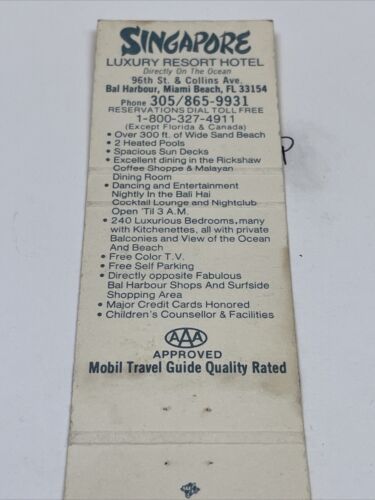 SINGAPORE
LUXURY RESORT HOTEL
Directly On The Ocean
96th St. & Collins Ave.
Bal Harbour, Miami Beach, FL 33154
Phone 305/865-9931
RESERVATIONS DIAL TOLL FREE
1-800-327-4911
(Except Florida & Canada)
• Over 300 ft. of Wide Sand Beach
• 2 Heated Pools
• Spacious Sun Decks
• Excellent dining in the Rickshaw
Coffee Shoppe & Malayan
Dining Room
• Dancing and Entertainment
Nightly In the Bali Hai
Cocktail Lounge and Nightclub
Open 'Til 3 A.M.
• 240 Luxurious Bedrooms, many
with Kitchenettes, all with private
Balconies and View of the Ocean
And Beach
• Free Color T.V.
• Free Self Parking
• Directly opposite Fabulous
Bal Harbour Shops And Surfside
Shopping Area
• Major Credit Cards Honored
• Children's Counsellor & Facilities
AAA
APPROVED
Mobil Travel Guide Quality Rated
P